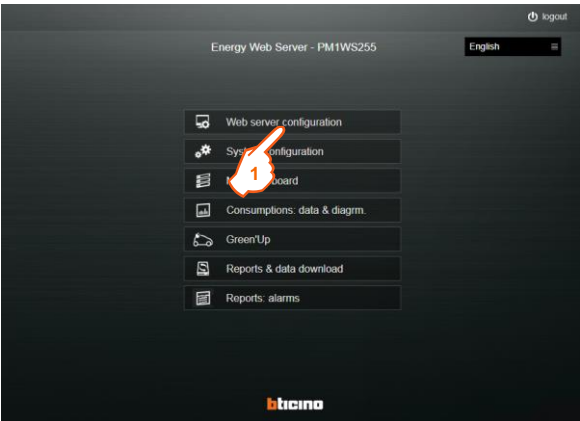 logout
Energy Web Server - PM1WS255
English
Web server configuration
System configuration
board
Consumptions: data & diagrm.
Green'Up
Reports & data download
Reports: alarms
1
bticino